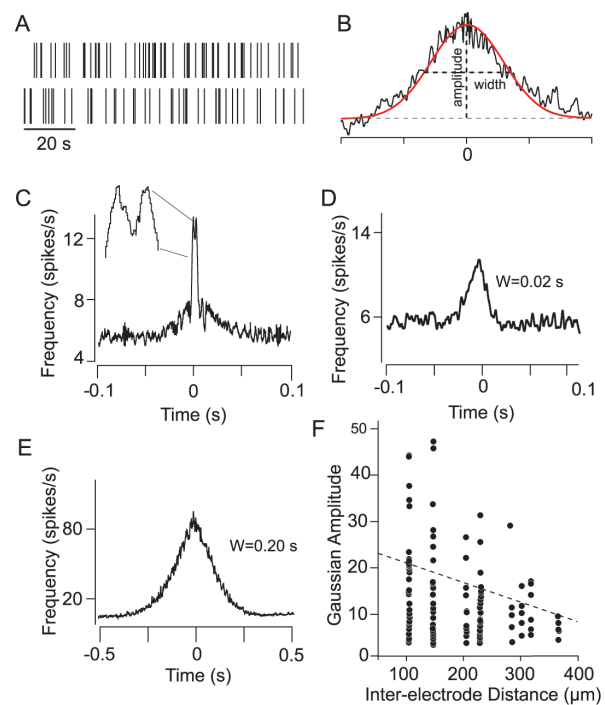 A
20 s
B
amplitude
width
0
C
Frequency (spikes/s)
12
8
4
-0.1 0 0.1
Time (s)
D
Frequency (spikes/s)
14
6
W=0.02 s
-0.1 0 0.1
Time (s)
E
Frequency (spikes/s)
80
20
W=0.20 s
-0.5 0 0.5
Time (s)
F
Gaussian Amplitude
50
40
30
20
10
0
100 200 300 400
Inter-electrode Distance (µm)